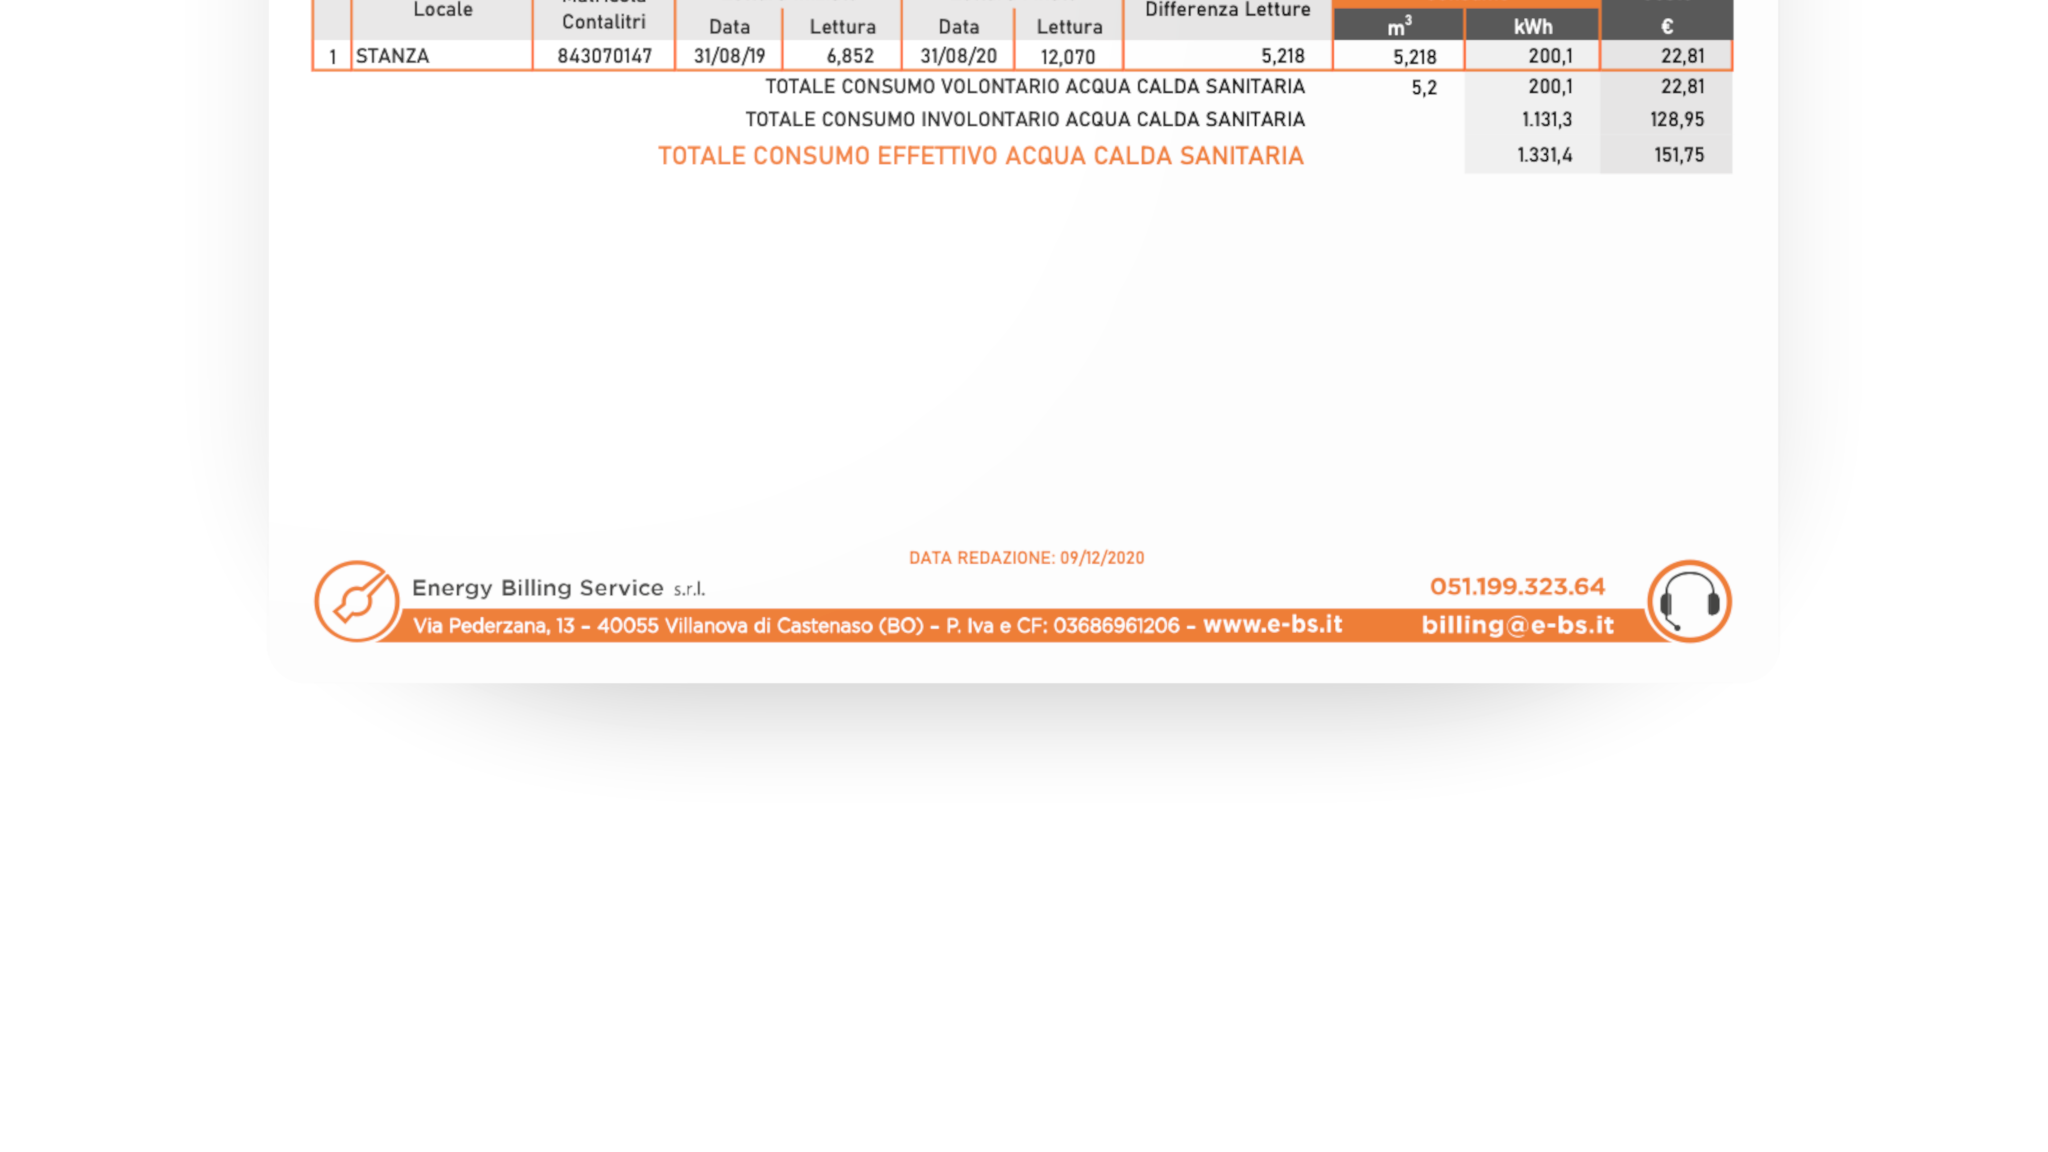 Locale
Contalitri
Differenza Letture
Data Lettura Data Lettura
m³ kWh €
1 STANZA 843070147 31/08/19 6,852 31/08/20 12,070 5,218 5,218 200,1 22,81
TOTALE CONSUMO VOLONTARIO ACQUA CALDA SANITARIA 5,2 200,1 22,81
TOTALE CONSUMO INVOLONTARIO ACQUA CALDA SANITARIA 1.131,3 128,95
TOTALE CONSUMO EFFETTIVO ACQUA CALDA SANITARIA 1.331,4 151,75
DATA REDAZIONE: 09/12/2020
Energy Billing Service s.r.l. 051.199.323.64
Via Pederzana, 13 – 40055 Villanova di Castenaso (BO) – P. Iva e CF: 03686961206 – www.e-bs.it billing@e-bs.it